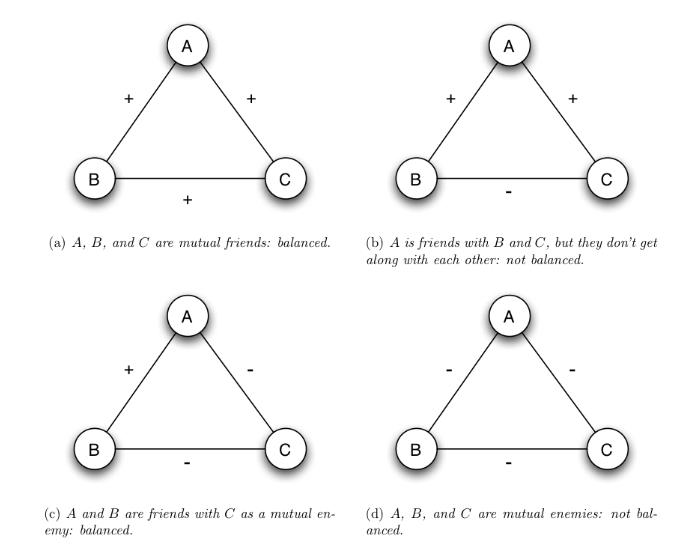 A
+
+
B
C
+
(a) A, B, and C are mutual friends: balanced.
A
+
+
B
C
-
(b) A is friends with B and C, but they don't get
along with each other: not balanced.
A
+
-
B
C
-
(c) A and B are friends with C as a mutual en-
emy: balanced.
A
-
-
B
C
-
(d) A, B, and C are mutual enemies: not bal-
anced.